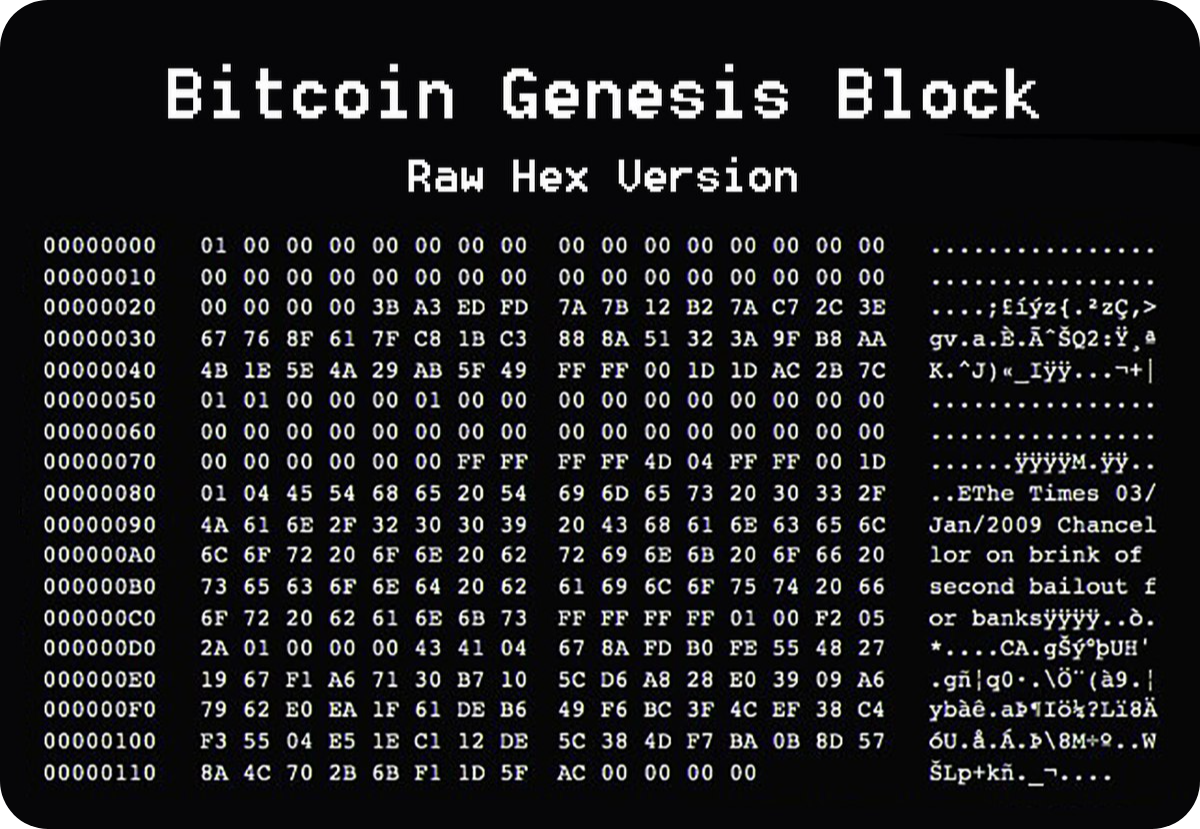 Bitcoin Genesis Block
Raw Hex Version
00000000 01 00 00 00 00 00 00 00 00 00 00 00 00 00 00 00 ................
00000010 00 00 00 00 00 00 00 00 00 00 00 00 00 00 00 00 ................
00000020 00 00 00 00 3B A3 ED FD 7A 7B 12 B2 7A C7 2C 3E ....;£íýz{.²zÇ,>
00000030 67 76 8F 61 7F C8 1B C3 88 8A 51 32 3A 9F B8 AA gv.a.È.ÃˆŠQ2:Ÿ¸ª
00000040 4B 1E 5E 4A 29 AB 5F 49 FF FF 00 1D 1D AC 2B 7C K.^J)«_Iÿÿ...¬+|
00000050 01 01 00 00 00 01 00 00 00 00 00 00 00 00 00 00 ................
00000060 00 00 00 00 00 00 00 00 00 00 00 00 00 00 00 00 ................
00000070 00 00 00 00 00 00 FF FF FF FF 4D 04 FF FF 00 1D ......ÿÿÿÿM.ÿÿ..
00000080 01 04 45 54 68 65 20 54 69 6D 65 73 20 30 33 2F ..EThe Times 03/
00000090 4A 61 6E 2F 32 30 30 39 20 43 68 61 6E 63 65 6C Jan/2009 Chancel
000000A0 6C 6F 72 20 6F 6E 20 62 72 69 6E 6B 20 6F 66 20 lor on brink of
000000B0 73 65 63 6F 6E 64 20 62 61 69 6C 6F 75 74 20 66 second bailout f
000000C0 6F 72 20 62 61 6E 6B 73 FF FF FF FF 01 00 F2 05 or banksÿÿÿÿ..ò.
000000D0 2A 01 00 00 00 43 41 04 67 8A FD B0 FE 55 48 27 *....CA.gŠý°þUH'
000000E0 19 67 F1 A6 71 30 B7 10 5C D6 A8 28 E0 39 09 A6 .gñ¦q0·.\Ö¨(à9.¦
000000F0 79 62 E0 EA 1F 61 DE B6 49 F6 BC 3F 4C EF 38 C4 ybàê.aÞ¶Iö¼?Lï8Ä
00000100 F3 55 04 E5 1E C1 12 DE 5C 38 4D F7 BA 0B 8D 57 óU.å.Á.Þ\8M÷º..W
00000110 8A 4C 70 2B 6B F1 1D 5F AC 00 00 00 00 ŠLp+kñ._¬....